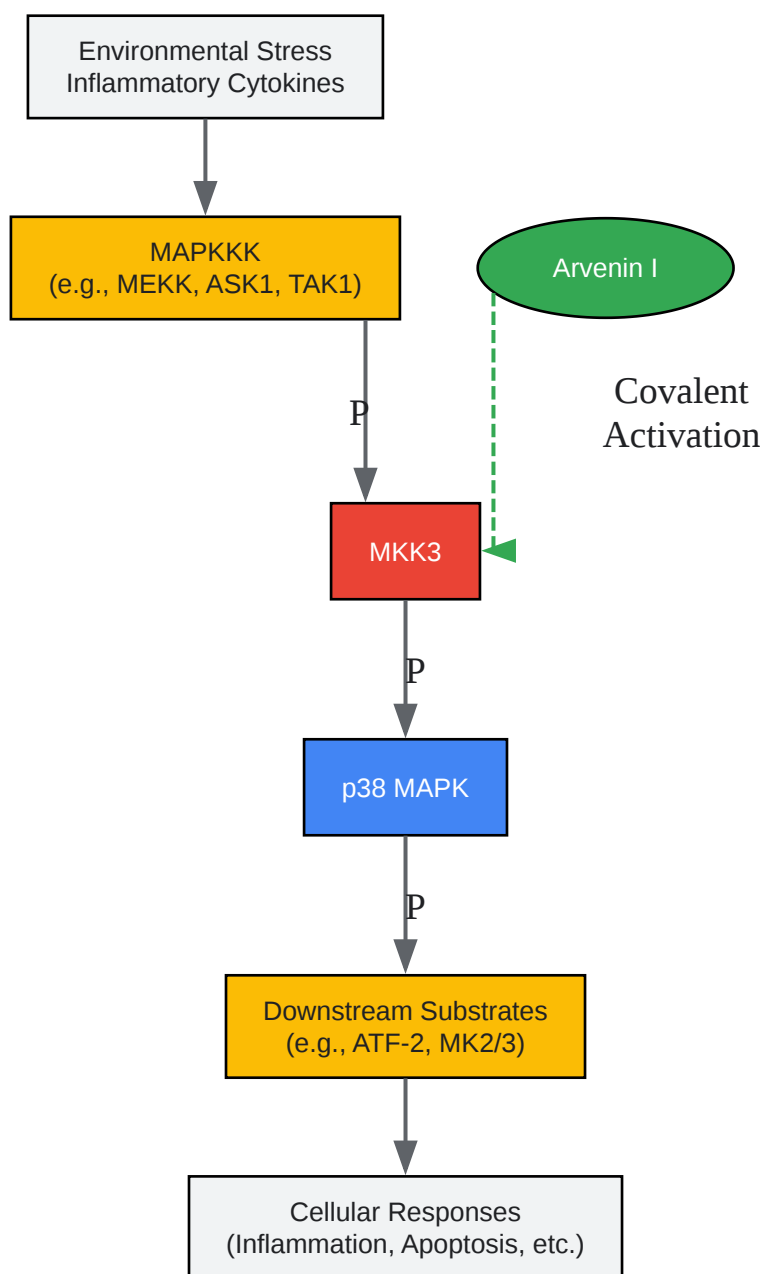 Environmental Stress
Inflammatory Cytokines
MAPKKK
(e.g., MEKK, ASK1, TAK1)
Arvenin I
Covalent
Activation
P
MKK3
P
p38 MAPK
P
Downstream Substrates
(e.g., ATF-2, MK2/3)
Cellular Responses
(Inflammation, Apoptosis, etc.)